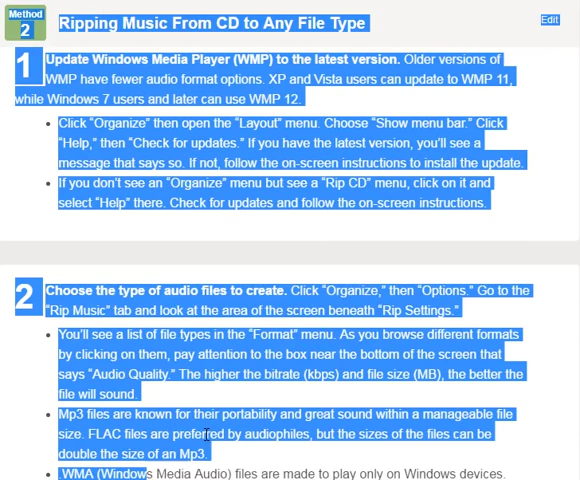 Method
2
Ripping Music From CD to Any File Type
Edit
1
Update Windows Media Player (WMP) to the latest version. Older versions of
WMP have fewer audio format options. XP and Vista users can update to WMP 11,
while Windows 7 users and later can use WMP 12.
• Click “Organize” then open the “Layout” menu. Choose “Show menu bar.” Click
“Help,” then “Check for updates.” If you have the latest version, you’ll see a
message that says so. If not, follow the on-screen instructions to install the update.
• If you don’t see an “Organize” menu but see a “Rip CD” menu, click on it and
select “Help” there. Check for updates and follow the on-screen instructions.
2
Choose the type of audio files to create. Click “Organize,” then “Options.” Go to the
“Rip Music” tab and look at the area of the screen beneath “Rip Settings.”
• You’ll see a list of file types in the “Format” menu. As you browse different formats
by clicking on them, pay attention to the box near the bottom of the screen that
says “Audio Quality.” The higher the bitrate (kbps) and file size (MB), the better the
file will sound.
• Mp3 files are known for their portability and great sound within a manageable file
size. FLAC files are preferred by audiophiles, but the sizes of the files can be
double the size of an Mp3.
• .WMA (Windows Media Audio) files are made to play only on Windows devices.